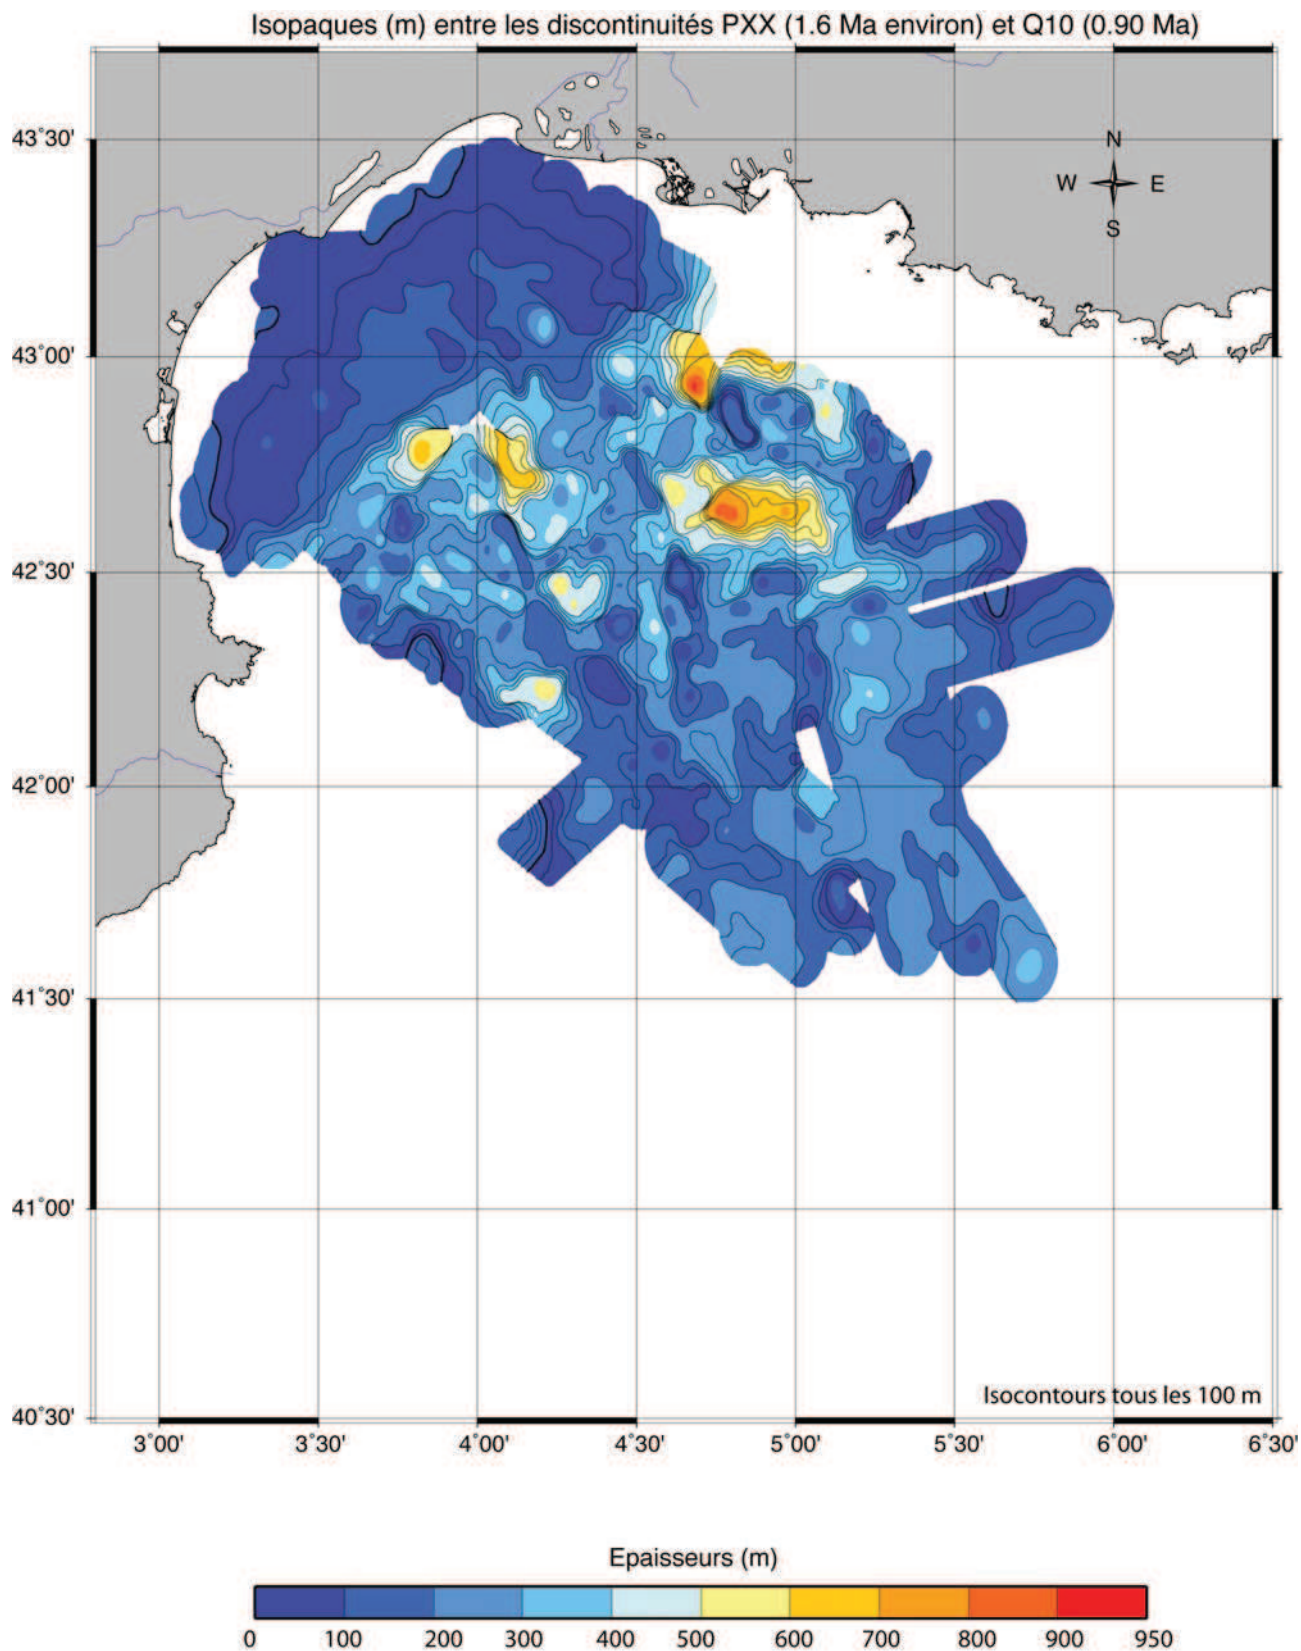 Isopaques (m) entre les discontinuités PXX (1.6 Ma environ) et Q10 (0.90 Ma)
43˚30'
N
W E
S
43˚00'
42˚30'
42˚00'
41˚30'
41˚00'
Isocontours tous les 100 m
40˚30'
3˚00' 3˚30' 4˚00' 4˚30' 5˚00' 5˚30' 6˚00' 6˚30'
Epaisseurs (m)
0 100 200 300 400 500 600 700 800 900 950